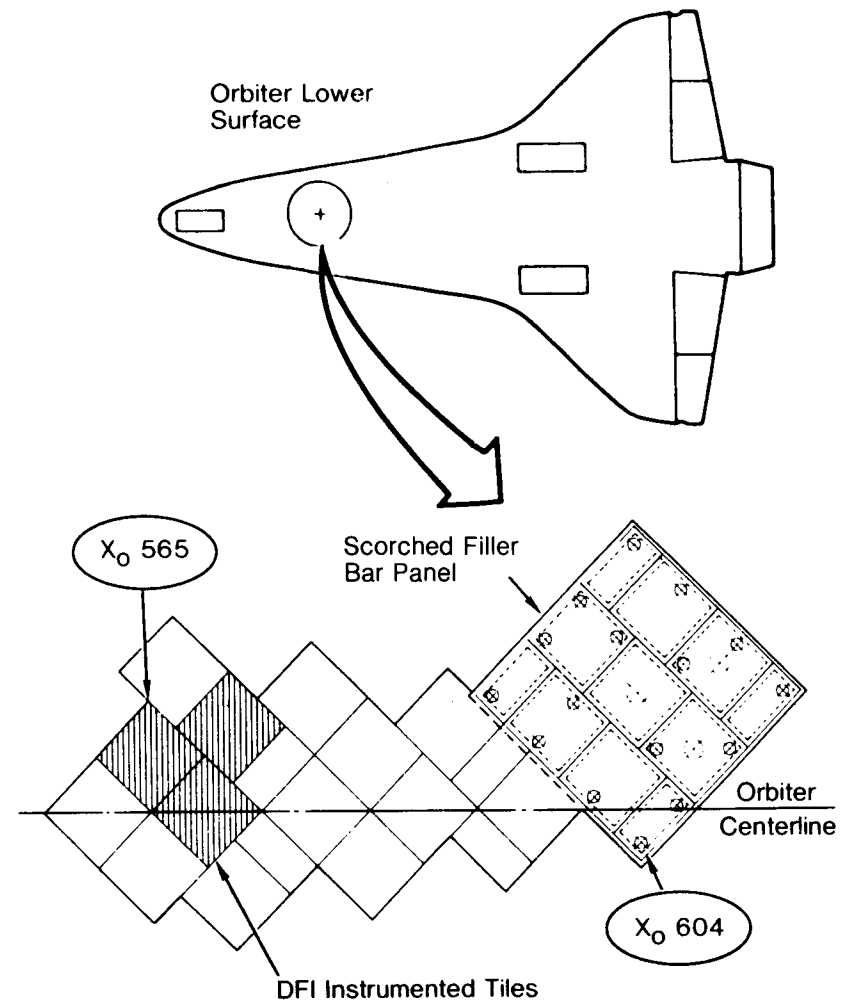 Orbiter Lower
Surface
X₀ 565
Scorched Filler
Bar Panel
Orbiter
Centerline
X₀ 604
DFI Instrumented Tiles